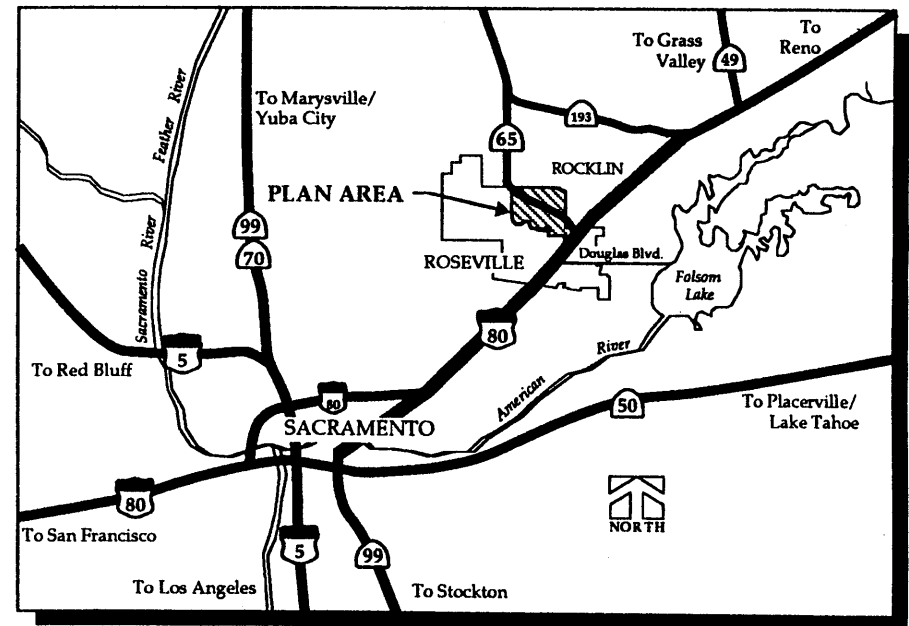 To Grass
Valley
49
To
Reno
To Marysville/
Yuba City
Feather River
193
65
ROCKLIN
PLAN AREA
99
70
ROSEVILLE
Douglas Blvd.
Folsom
Lake
Sacramento River
80
5
To Red Bluff
American River
80
50
To Placerville/
Lake Tahoe
SACRAMENTO
80
NORTH
To San Francisco
5
99
To Los Angeles
To Stockton